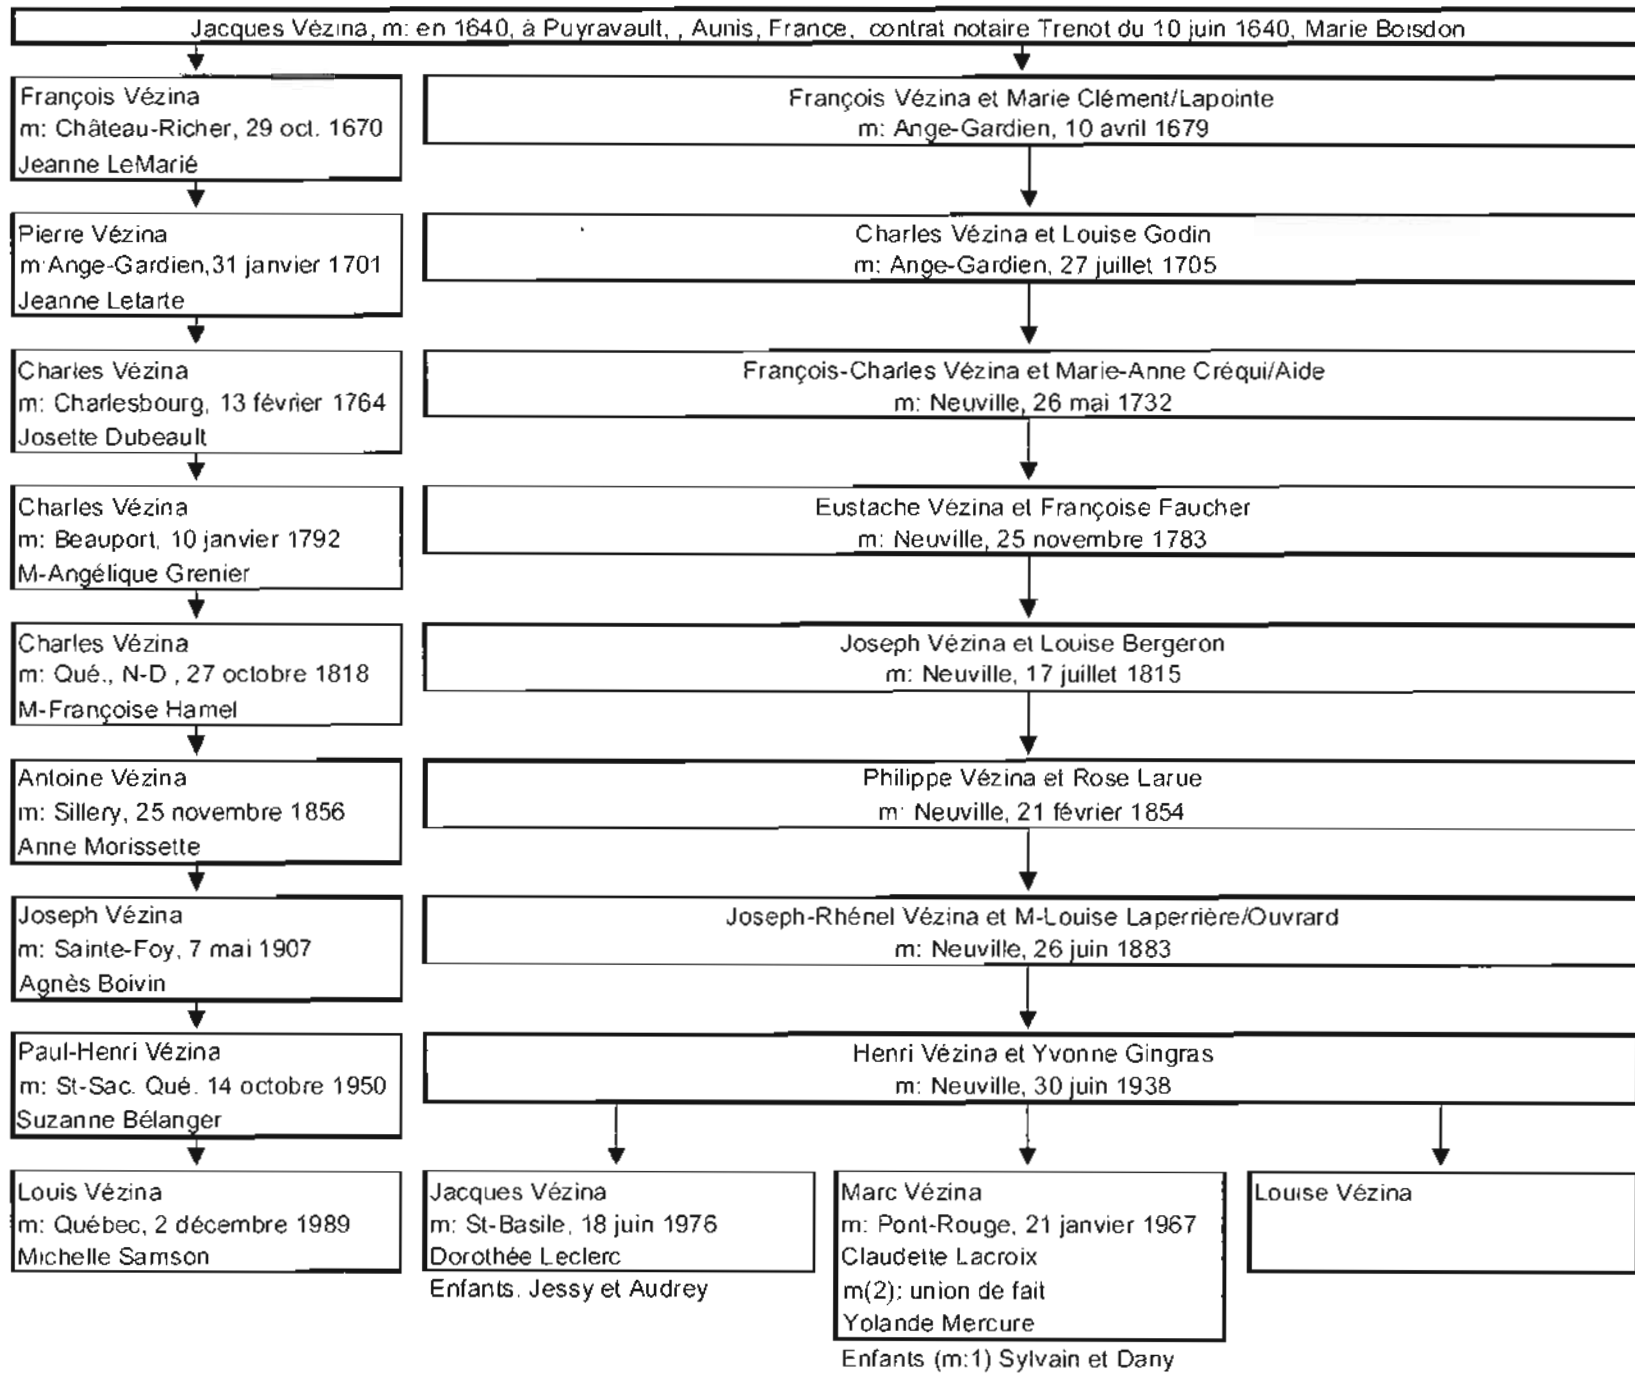 Jacques Vézina, m: en 1640, à Puyravault, , Aunis, France, contrat notaire Trenot du 10 juin 1640, Marie Boisdon
François Vézina
m: Château-Richer, 29 oct. 1670
Jeanne LeMarié
François Vézina et Marie Clément/Lapointe
m: Ange-Gardien, 10 avril 1679
Pierre Vézina
m:Ange-Gardien,31 janvier 1701
Jeanne Letarte
Charles Vézina et Louise Godin
m: Ange-Gardien, 27 juillet 1705
Charles Vézina
m: Charlesbourg, 13 février 1764
Josette Dubeault
François-Charles Vézina et Marie-Anne Créqui/Aide
m: Neuville, 26 mai 1732
Charles Vézina
m: Beauport, 10 janvier 1792
M-Angélique Grenier
Eustache Vézina et Françoise Faucher
m: Neuville, 25 novembre 1783
Charles Vézina
m: Qué., N-D , 27 octobre 1818
M-Françoise Hamel
Joseph Vézina et Louise Bergeron
m: Neuville, 17 juillet 1815
Antoine Vézina
m: Sillery, 25 novembre 1856
Anne Morissette
Philippe Vézina et Rose Larue
m: Neuville, 21 février 1854
Joseph Vézina
m: Sainte-Foy, 7 mai 1907
Agnès Boivin
Joseph-Rhénel Vézina et M-Louise Laperrière/Ouvrard
m: Neuville, 26 juin 1883
Paul-Henri Vézina
m: St-Sac. Qué. 14 octobre 1950
Suzanne Bélanger
Henri Vézina et Yvonne Gingras
m: Neuville, 30 juin 1938
Louis Vézina
m: Québec, 2 décembre 1989
Michelle Samson
Jacques Vézina
m: St-Basile, 18 juin 1976
Dorothée Leclerc
Enfants. Jessy et Audrey
Marc Vézina
m: Pont-Rouge, 21 janvier 1967
Claudette Lacroix
m(2): union de fait
Yolande Mercure
Enfants (m:1) Sylvain et Dany
Louise Vézina